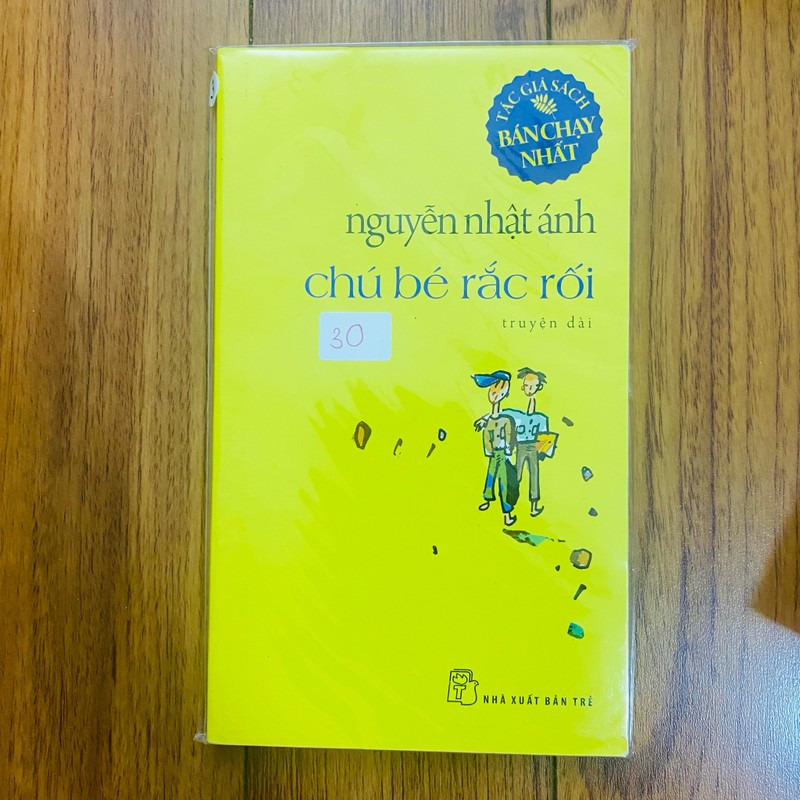 TÁC GIẢ SÁCH
BÁN CHẠY
NHẤT
nguyễn nhật ánh
chú bé rắc rối
truyện dài
30
NHÀ XUẤT BẢN TRẺ